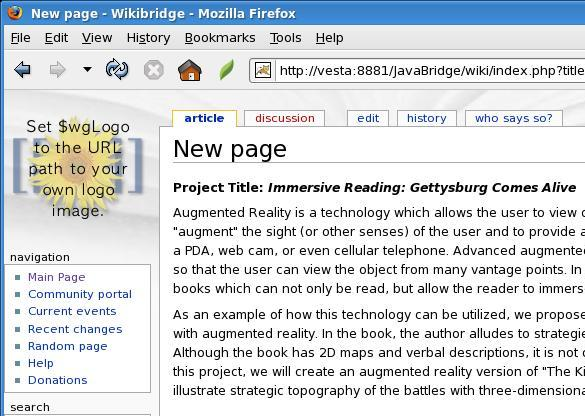 New page - Wikibridge - Mozilla Firefox
File Edit View History Bookmarks Tools Help
http://vesta:8881/JavaBridge/wiki/index.php?title
Set $wgLogo
to the URL
path to your
own logo
image.
article discussion edit history who says so?
New page
Project Title: Immersive Reading: Gettysburg Comes Alive
Augmented Reality is a technology which allows the user to view
"augment" the sight (or other senses) of the user and to provide a
a PDA, web cam, or even cellular telephone. Advanced augmente
so that the user can view the object from many vantage points. In
books which can not only be read, but allow the reader to immers
As an example of how this technology can be utilized, we propose
with augmented reality. In the book, the author alludes to strategie
Although the book has 2D maps and verbal descriptions, it is not
this project, we will create an augmented reality version of "The Ki
illustrate strategic topography of the battles with three-dimensiona
navigation
Main Page
Community portal
Current events
Recent changes
Random page
Help
Donations
search